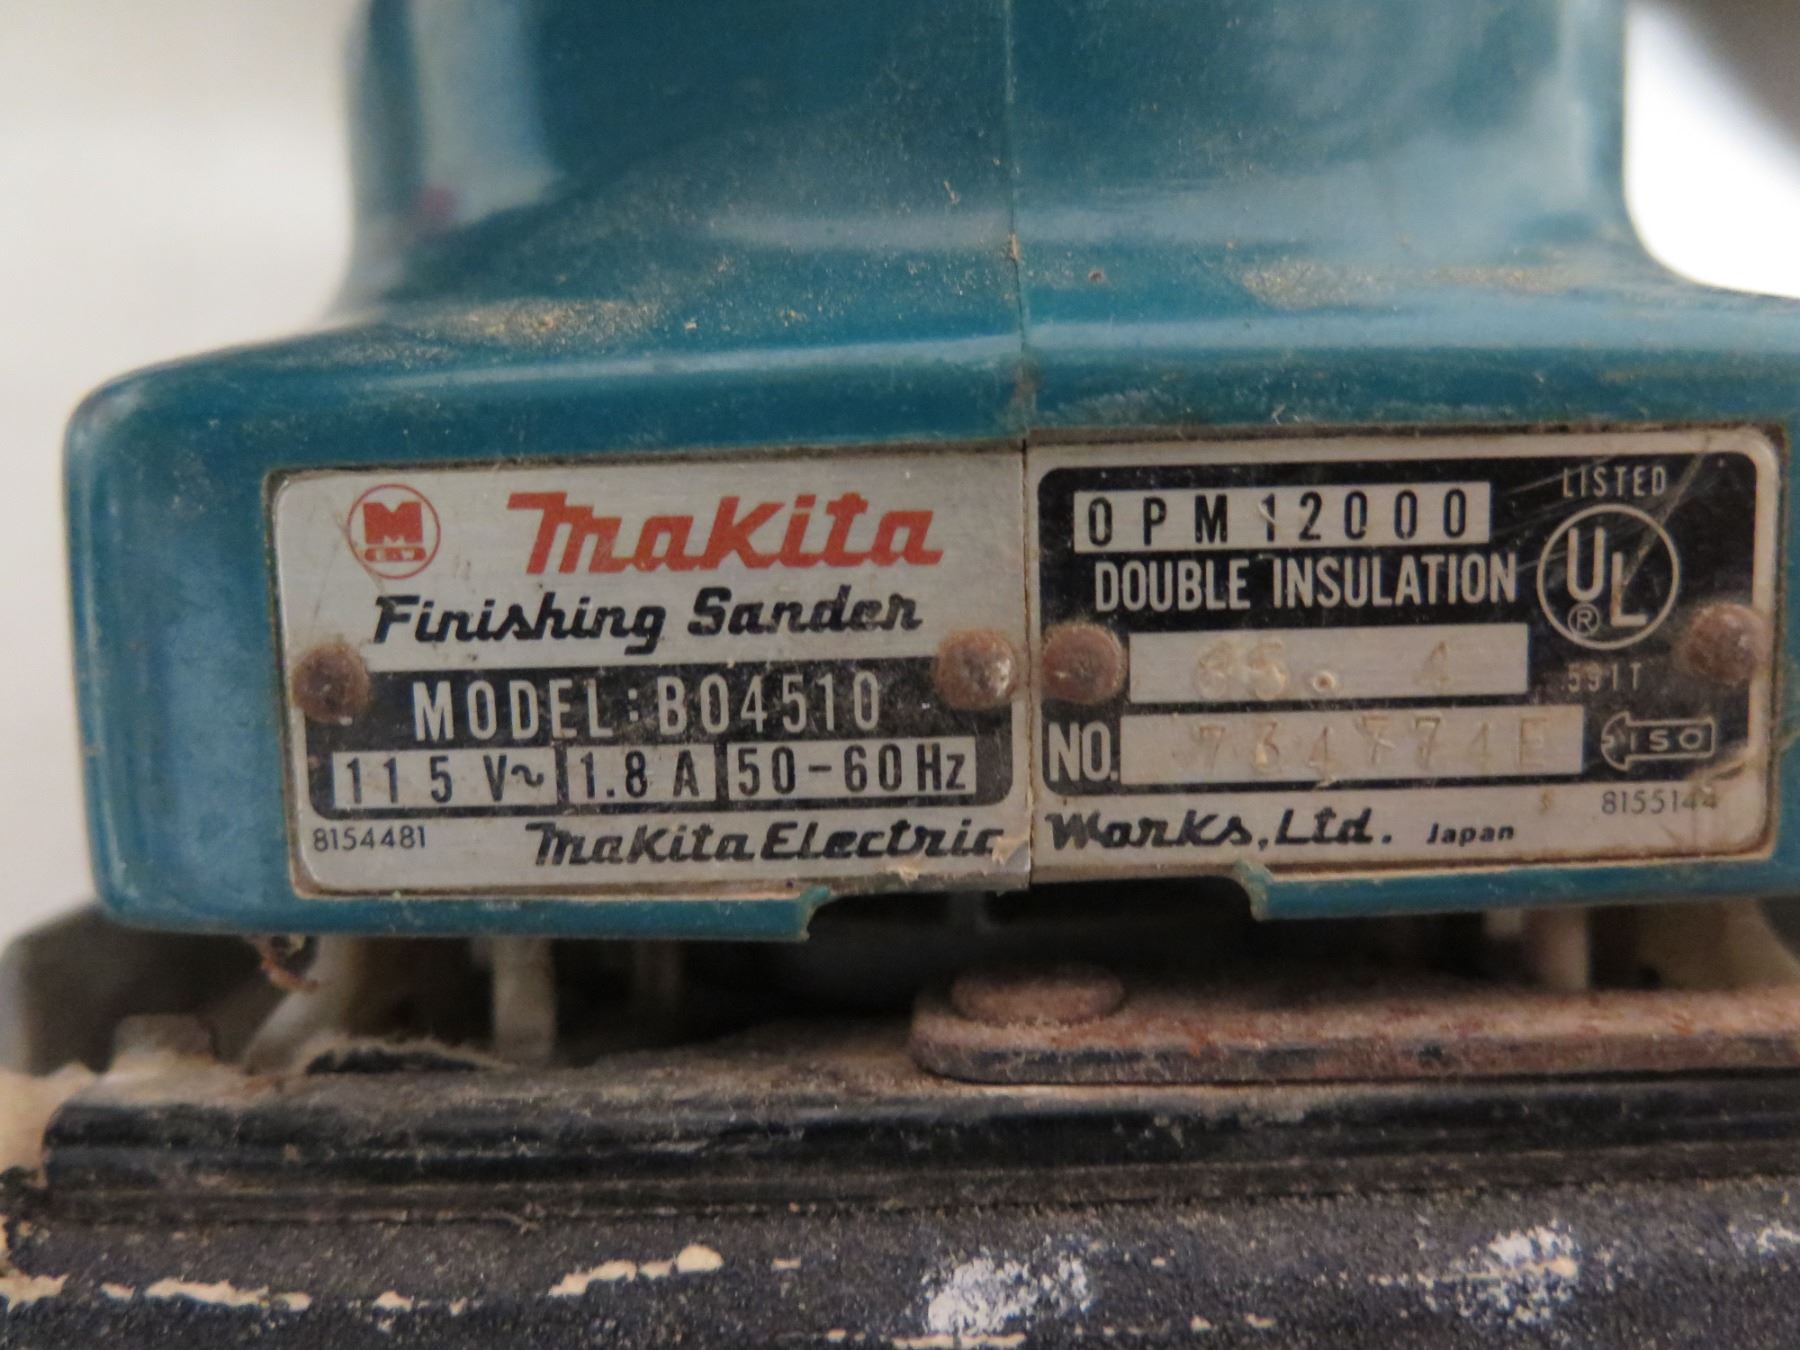 M
Makita
Finishing Sander
MODEL: BO4510
115 V~ 1.8 A 50-60Hz
8154481
Makita Electric Works, Ltd. Japan
OPM 12000
LISTED
DOUBLE INSULATION
UL
®
591T
NO.
ISO
8155144